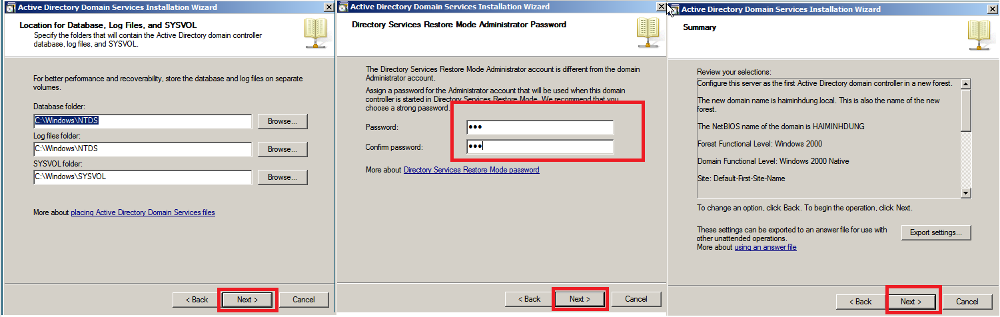 Active Directory Domain Services Installation Wizard
Location for Database, Log Files, and SYSVOL
Specify the folders that will contain the Active Directory domain controller
database, log files, and SYSVOL.
For better performance and recoverability, store the database and log files on separate
volumes.
Database folder:
C:\Windows\NTDS
Browse...
Log files folder:
C:\Windows\NTDS
Browse...
SYSVOL folder:
C:\Windows\SYSVOL
Browse...
More about placing Active Directory Domain Services files
< Back
Next >
Cancel
Active Directory Domain Services Installation Wizard
Directory Services Restore Mode Administrator Password
The Directory Services Restore Mode Administrator account is different from the domain
Administrator account.
Assign a password for the Administrator account that will be used when this domain
controller is started in Directory Services Restore Mode. We recommend that you
choose a strong password.
Password:
•••
Confirm password:
•••
More about Directory Services Restore Mode password
< Back
Next >
Cancel
Active Directory Domain Services Installation Wizard
Summary
Review your selections:
Configure this server as the first Active Directory domain controller in a new forest.
The new domain name is haiminhdung.local. This is also the name of the new
forest.
The NetBIOS name of the domain is HAIMINHDUNG
Forest Functional Level: Windows 2000
Domain Functional Level: Windows 2000 Native
Site: Default-First-Site-Name
To change an option, click Back. To begin the operation, click Next.
These settings can be exported to an answer file for use with
other unattended operations.
More about using an answer file
Export settings...
< Back
Next >
Cancel